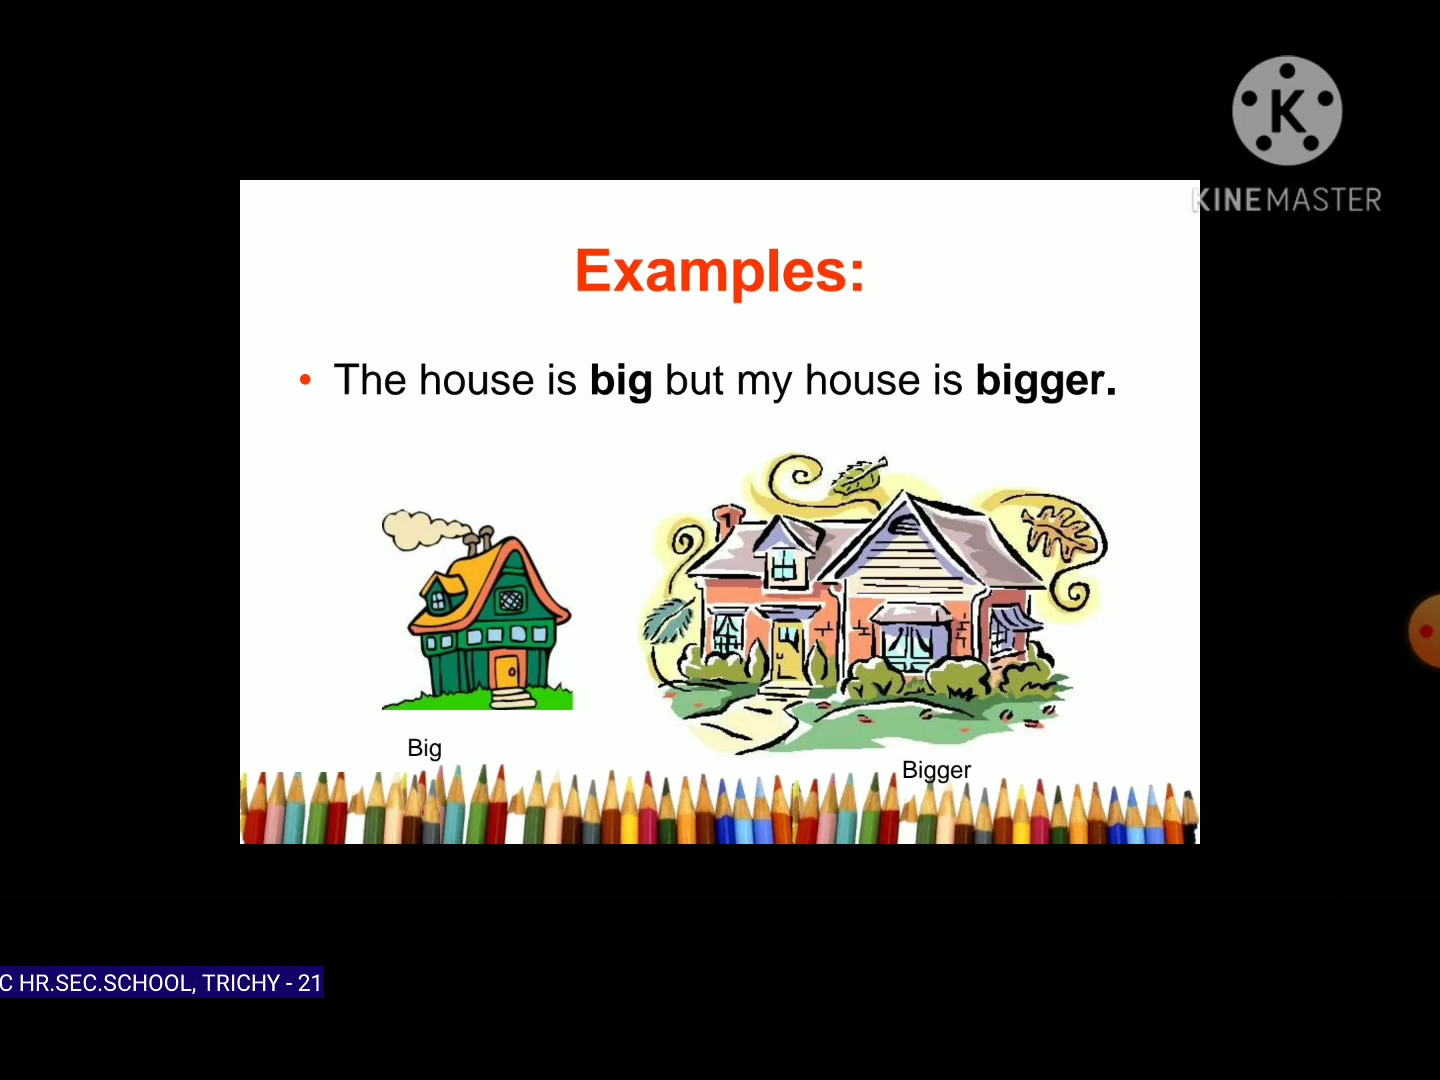 K
KINEMASTER
Examples:
• The house is big but my house is bigger.
Big
Bigger
C HR.SEC.SCHOOL, TRICHY - 21